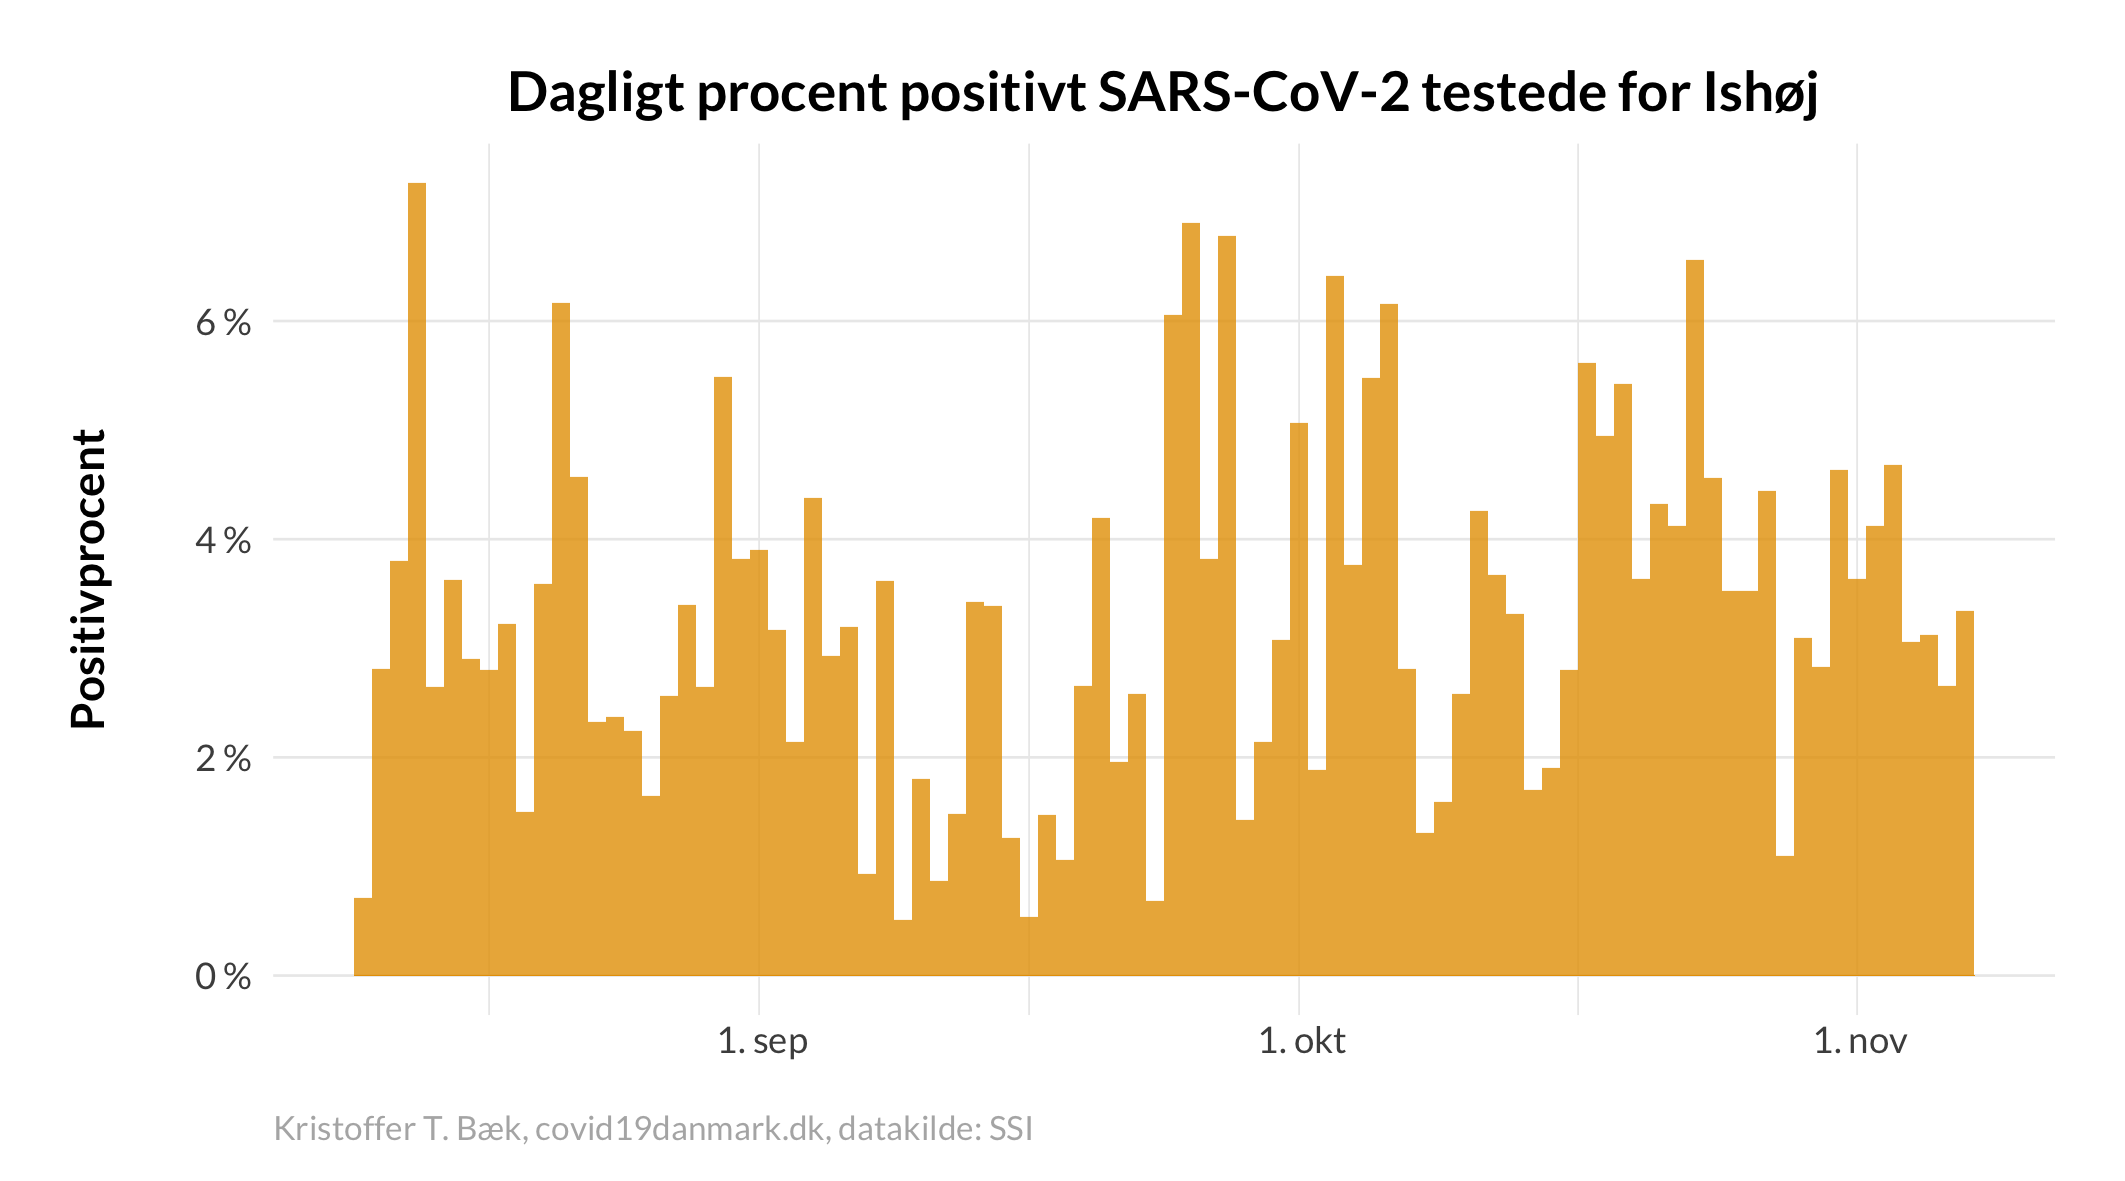 Dagligt procent positivt SARS-CoV-2 testede for Ishøj
Positivprocent
6 %
4 %
2 %
0 %
1. sep
1. okt
1. nov
Kristoffer T. Bæk, covid19danmark.dk, datakilde: SSI